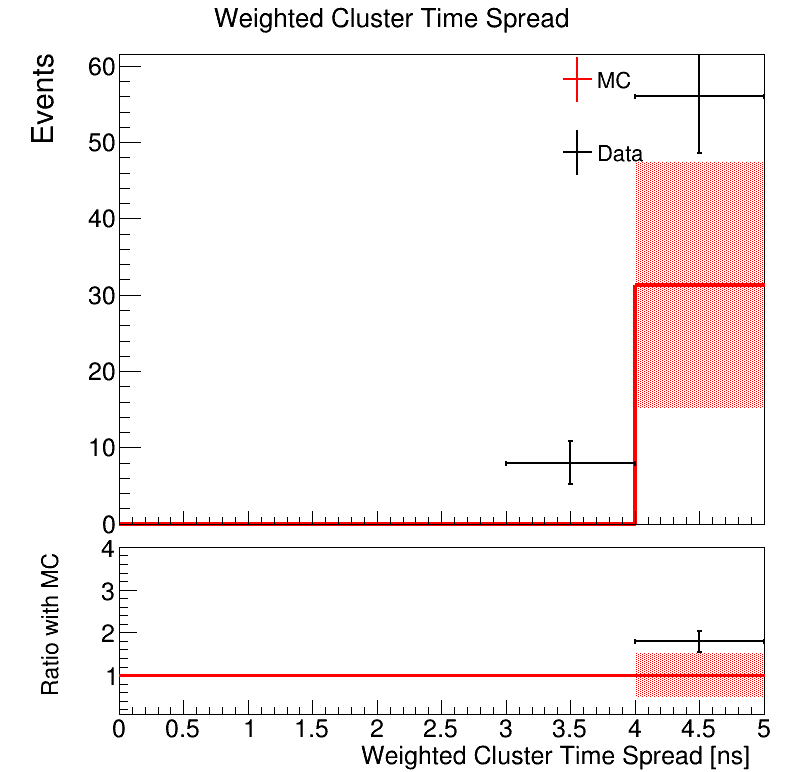 Weighted Cluster Time Spread
Events
60
50
40
30
20
10
0
MC
Data
Ratio with MC
4
3
2
1
0 0.5 1 1.5 2 2.5 3 3.5 4 4.5 5
Weighted Cluster Time Spread [ns]